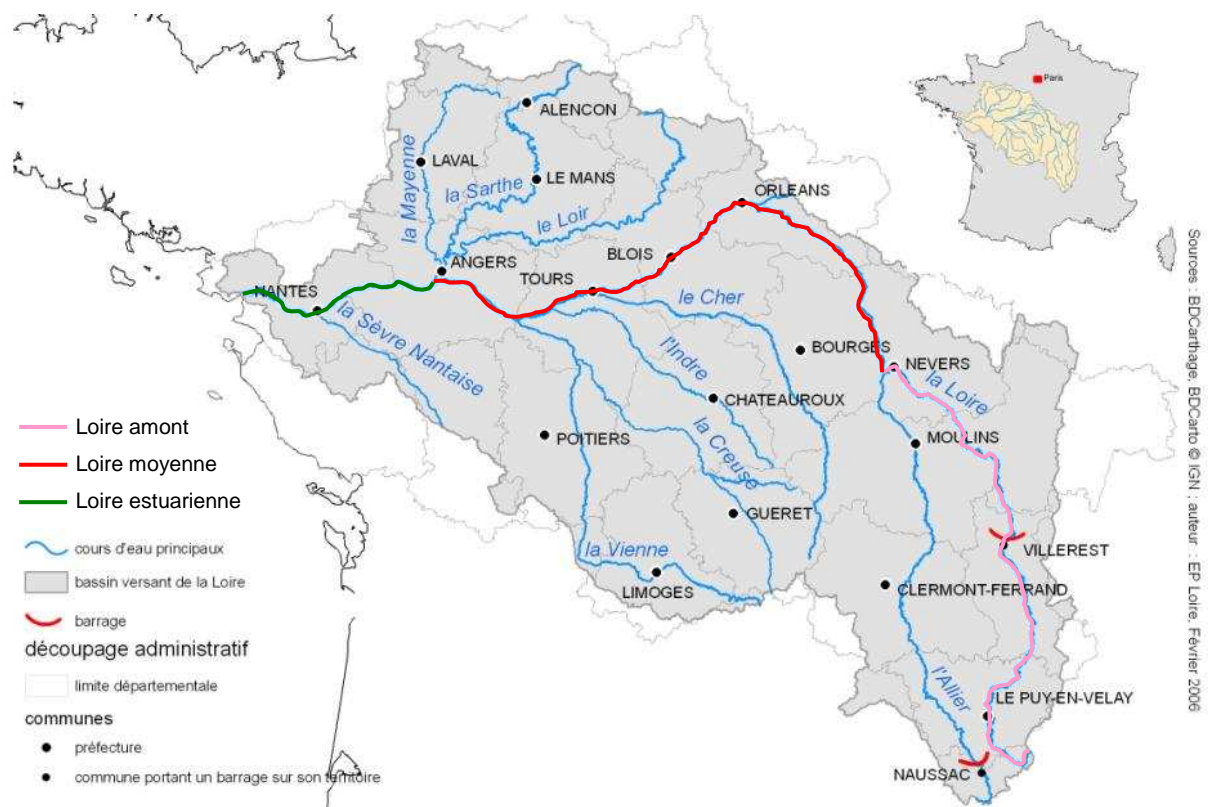 Paris
ALENCON
LAVAL
la Mayenne
la Sarthe
LE MANS
le Loir
ORLEANS
ANGERS
BLOIS
TOURS
NANTES
le Cher
la Sèvre Nantaise
l'Indre
BOURGES
NEVERS
la Loire
CHATEAUROUX
POITIERS
la Creuse
MOULINS
GUERET
la Vienne
LIMOGES
VILLEREST
CLERMONT-FERRAND
l'Allier
LE PUY-EN-VELAY
NAUSSAC
Loire amont
Loire moyenne
Loire estuarienne
cours d'eau principaux
bassin versant de la Loire
barrage
découpage administratif
limite départementale
communes
préfecture
commune portant un barrage sur son territoire
Sources : BDCarthage, BDCarto © IGN ; auteur : EP Loire, Février 2006